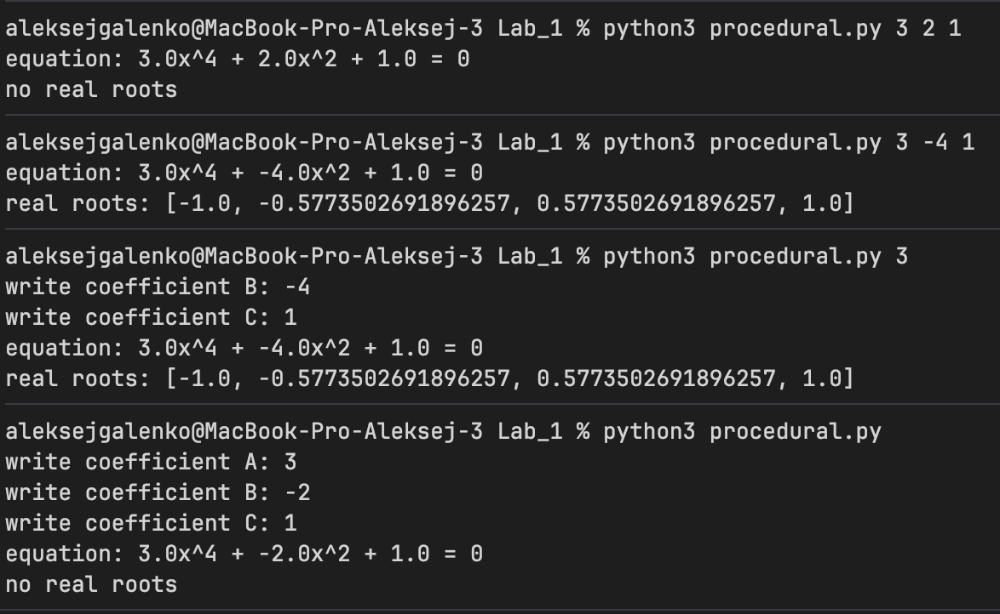 aleksejgalenko@MacBook-Pro-Aleksej-3 Lab_1 % python3 procedural.py 3 2 1
equation: 3.0x^4 + 2.0x^2 + 1.0 = 0
no real roots
aleksejgalenko@MacBook-Pro-Aleksej-3 Lab_1 % python3 procedural.py 3 -4 1
equation: 3.0x^4 + -4.0x^2 + 1.0 = 0
real roots: [-1.0, -0.5773502691896257, 0.5773502691896257, 1.0]
aleksejgalenko@MacBook-Pro-Aleksej-3 Lab_1 % python3 procedural.py 3
write coefficient B: -4
write coefficient C: 1
equation: 3.0x^4 + -4.0x^2 + 1.0 = 0
real roots: [-1.0, -0.5773502691896257, 0.5773502691896257, 1.0]
aleksejgalenko@MacBook-Pro-Aleksej-3 Lab_1 % python3 procedural.py
write coefficient A: 3
write coefficient B: -2
write coefficient C: 1
equation: 3.0x^4 + -2.0x^2 + 1.0 = 0
no real roots